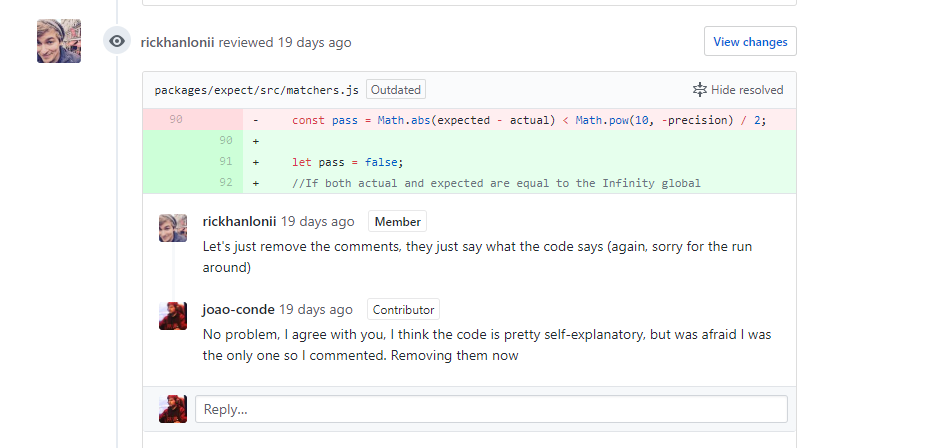 rickhanlonii reviewed 19 days ago
View changes
packages/expect/src/matchers.js Outdated
Hide resolved
90 - const pass = Math.abs(expected - actual) < Math.pow(10, -precision) / 2;
90 +
91 + let pass = false;
92 + //If both actual and expected are equal to the Infinity global
rickhanlonii 19 days ago Member
Let's just remove the comments, they just say what the code says (again, sorry for the run
around)
joao-conde 19 days ago Contributor
No problem, I agree with you, I think the code is pretty self-explanatory, but was afraid I was
the only one so I commented. Removing them now
Reply...